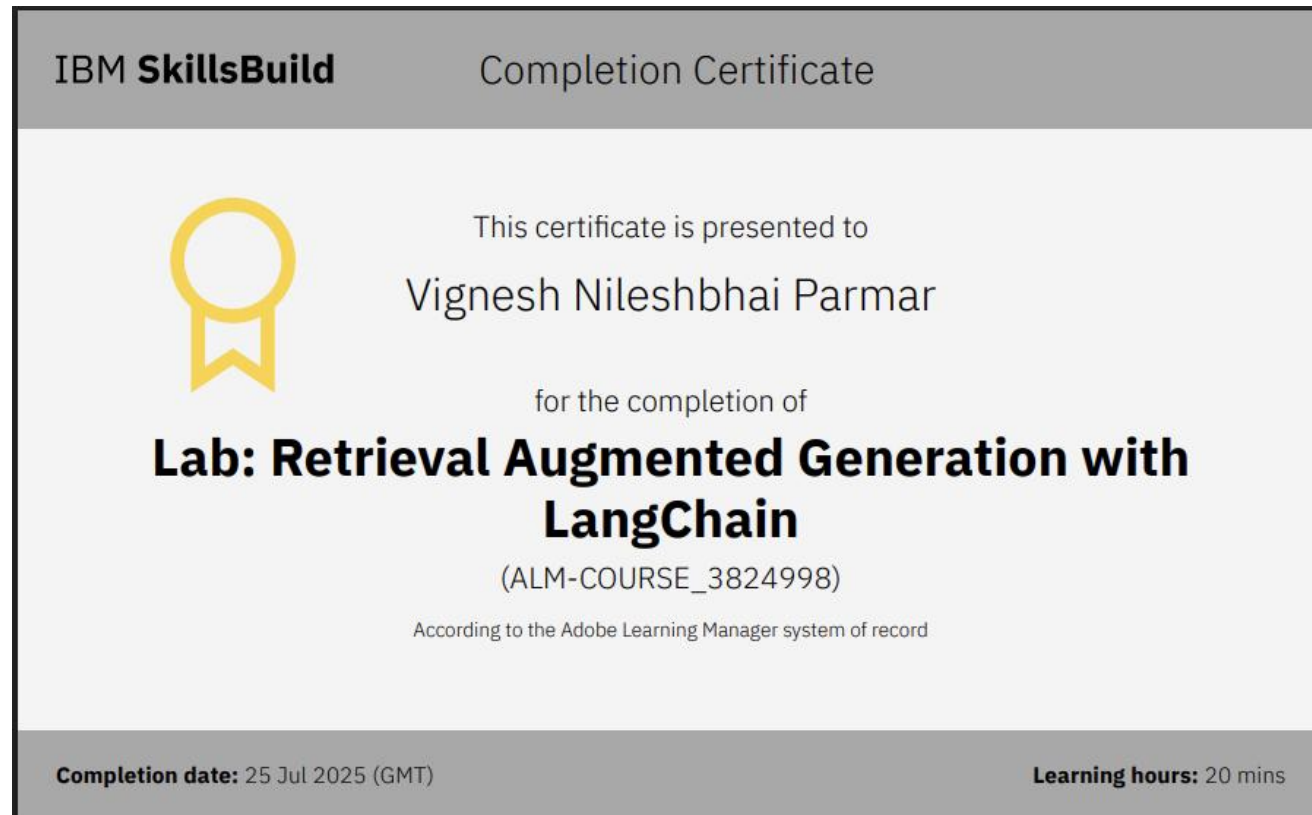 IBM SkillsBuild
Completion Certificate
This certificate is presented to
Vignesh Nileshbhai Parmar
for the completion of
Lab: Retrieval Augmented Generation with
LangChain
(ALM-COURSE_3824998)
According to the Adobe Learning Manager system of record
Completion date: 25 Jul 2025 (GMT)
Learning hours: 20 mins